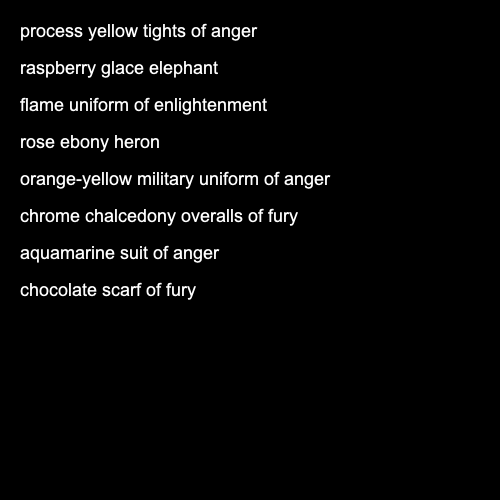 process yellow tights of anger
raspberry glace elephant
flame uniform of enlightenment
rose ebony heron
orange-yellow military uniform of anger
chrome chalcedony overalls of fury
aquamarine suit of anger
chocolate scarf of fury